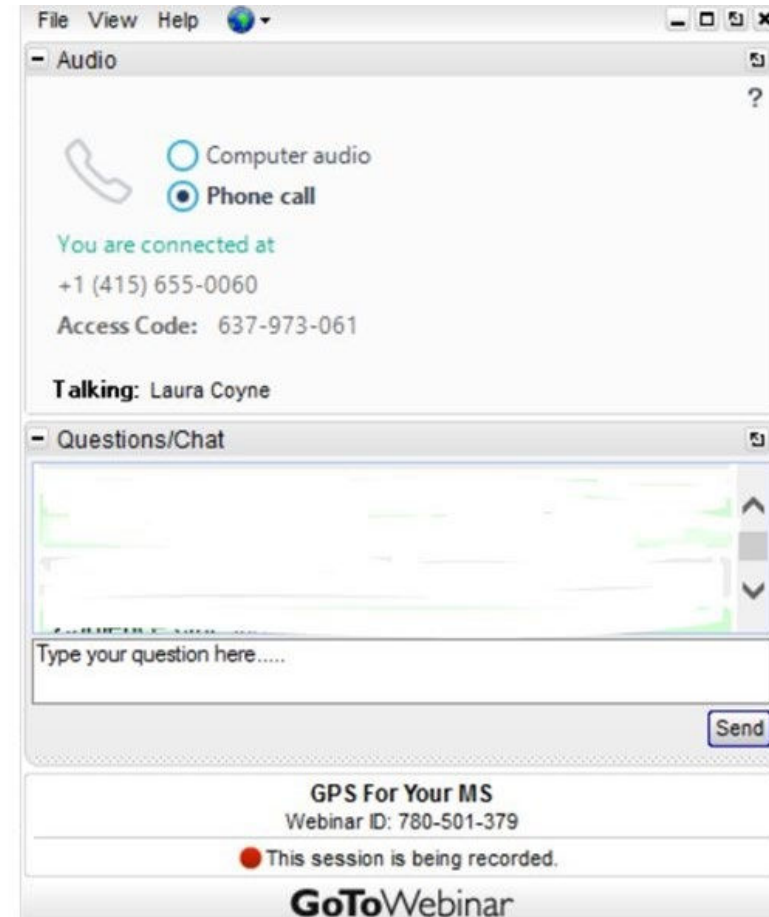 File View Help
Audio
?
Computer audio
Phone call
You are connected at
+1 (415) 655-0060
Access Code: 637-973-061
Talking: Laura Coyne
Questions/Chat
Type your question here.....
Send
GPS For Your MS
Webinar ID: 780-501-379
This session is being recorded.
GoToWebinar